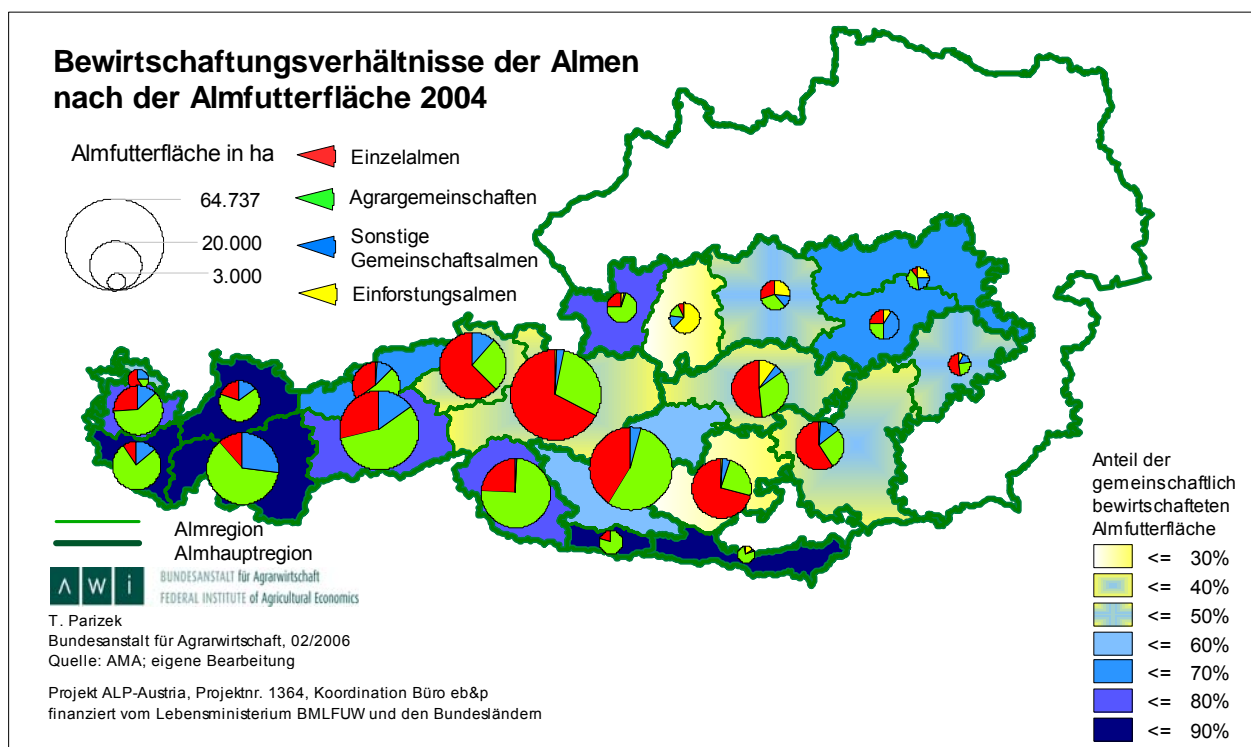 Bewirtschaftungsverhältnisse der Almen
nach der Almfutterfläche 2004
Almfutterfläche in ha
64.737
20.000
3.000
Einzelalmen
Agrargemeinschaften
Sonstige
Gemeinschaftsalmen
Einforstungsalmen
Almregion
Almhauptregion
AWi
BUNDESANSTALT für Agrarwirtschaft
FEDERAL INSTITUTE of Agricultural Economics
T. Parizek
Bundesanstalt für Agrarwirtschaft, 02/2006
Quelle: AMA; eigene Bearbeitung
Projekt ALP-Austria, Projektnr. 1364, Koordination Büro eb&p
finanziert vom Lebensministerium BMLFUW und den Bundesländern
Anteil der
gemeinschaftlich
bewirtschafteten
Almfutterfläche
<= 30%
<= 40%
<= 50%
<= 60%
<= 70%
<= 80%
<= 90%